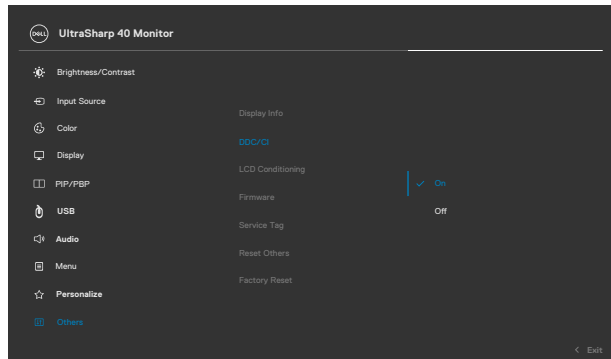 DELL UltraSharp 40 Monitor
Brightness/Contrast
Input Source
Color
Display
PIP/PBP
USB
Audio
Menu
Personalize
Others
Display Info
DDC/CI
LCD Conditioning
Firmware
Service Tag
Reset Others
Factory Reset
On
Off
< Exit